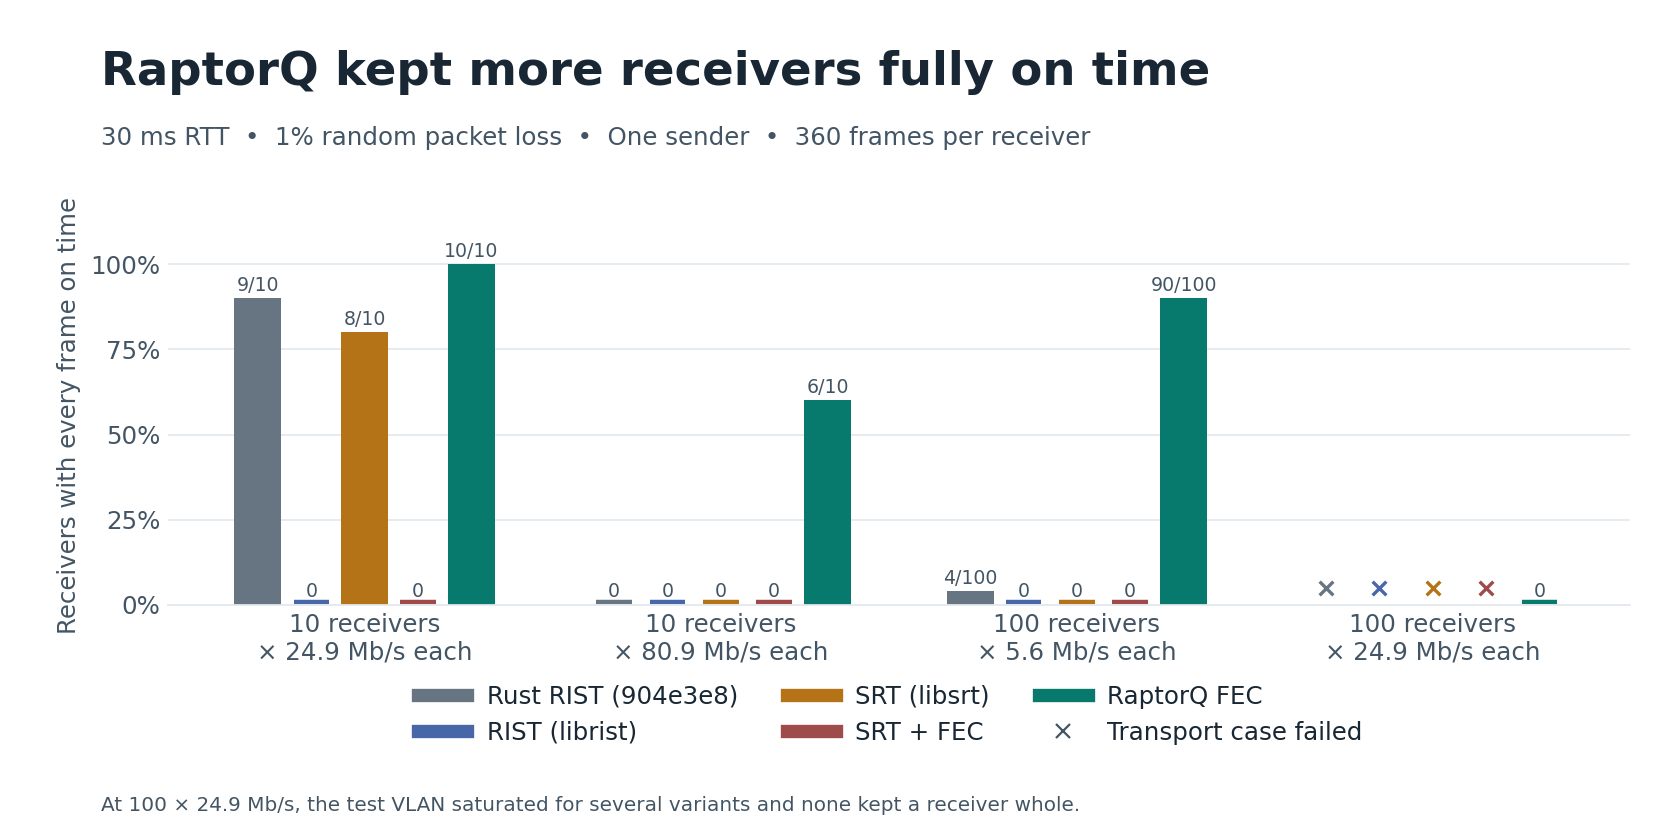 RaptorQ kept more receivers fully on time
30 ms RTT • 1% random packet loss • One sender • 360 frames per receiver
Receivers with every frame on time
100%
75%
50%
25%
0%
9/10
0
8/10
0
10/10
0
0
0
0
6/10
4/100
0
0
0
90/100
× × × × 0
10 receivers
× 24.9 Mb/s each
10 receivers
× 80.9 Mb/s each
100 receivers
× 5.6 Mb/s each
100 receivers
× 24.9 Mb/s each
Rust RIST (904e3e8)
RIST (librist)
SRT (libsrt)
SRT + FEC
RaptorQ FEC
× Transport case failed
At 100 × 24.9 Mb/s, the test VLAN saturated for several variants and none kept a receiver whole.